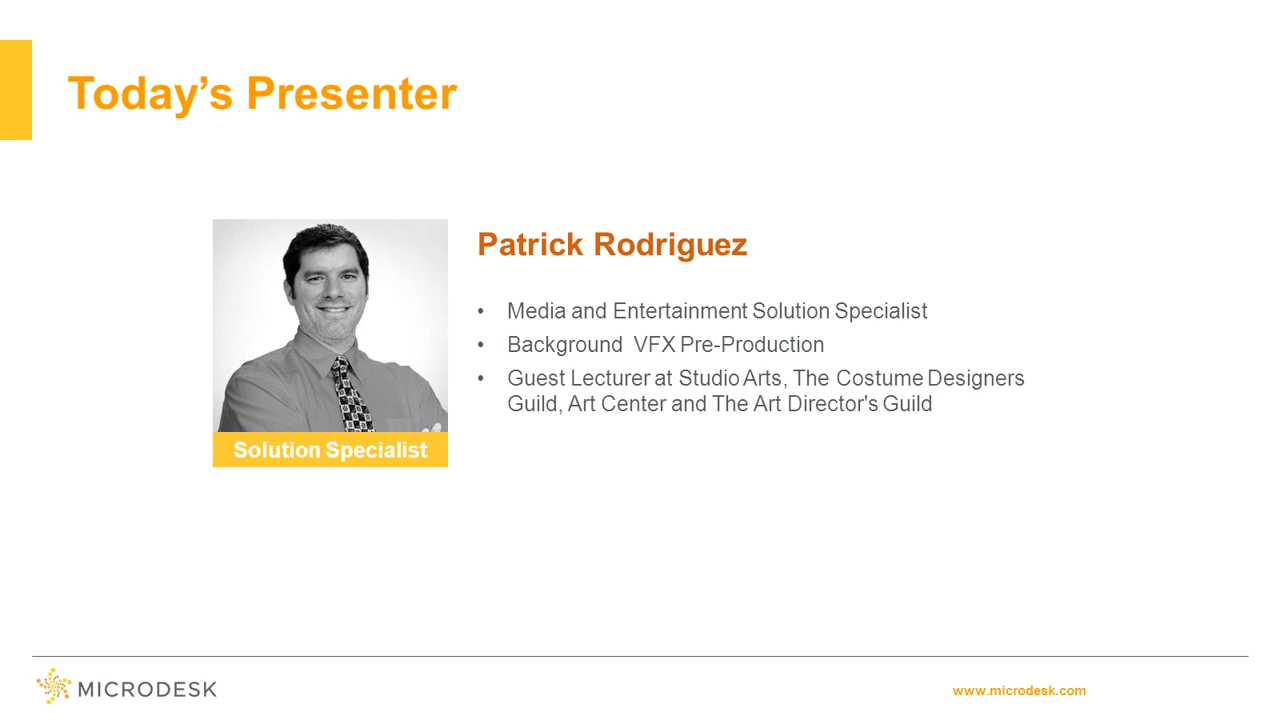 Today’s Presenter
Patrick Rodriguez
• Media and Entertainment Solution Specialist
• Background  VFX Pre-Production
• Guest Lecturer at Studio Arts, The Costume Designers
Guild, Art Center and The Art Director's Guild
Solution Specialist
MICRODESK
www.microdesk.com